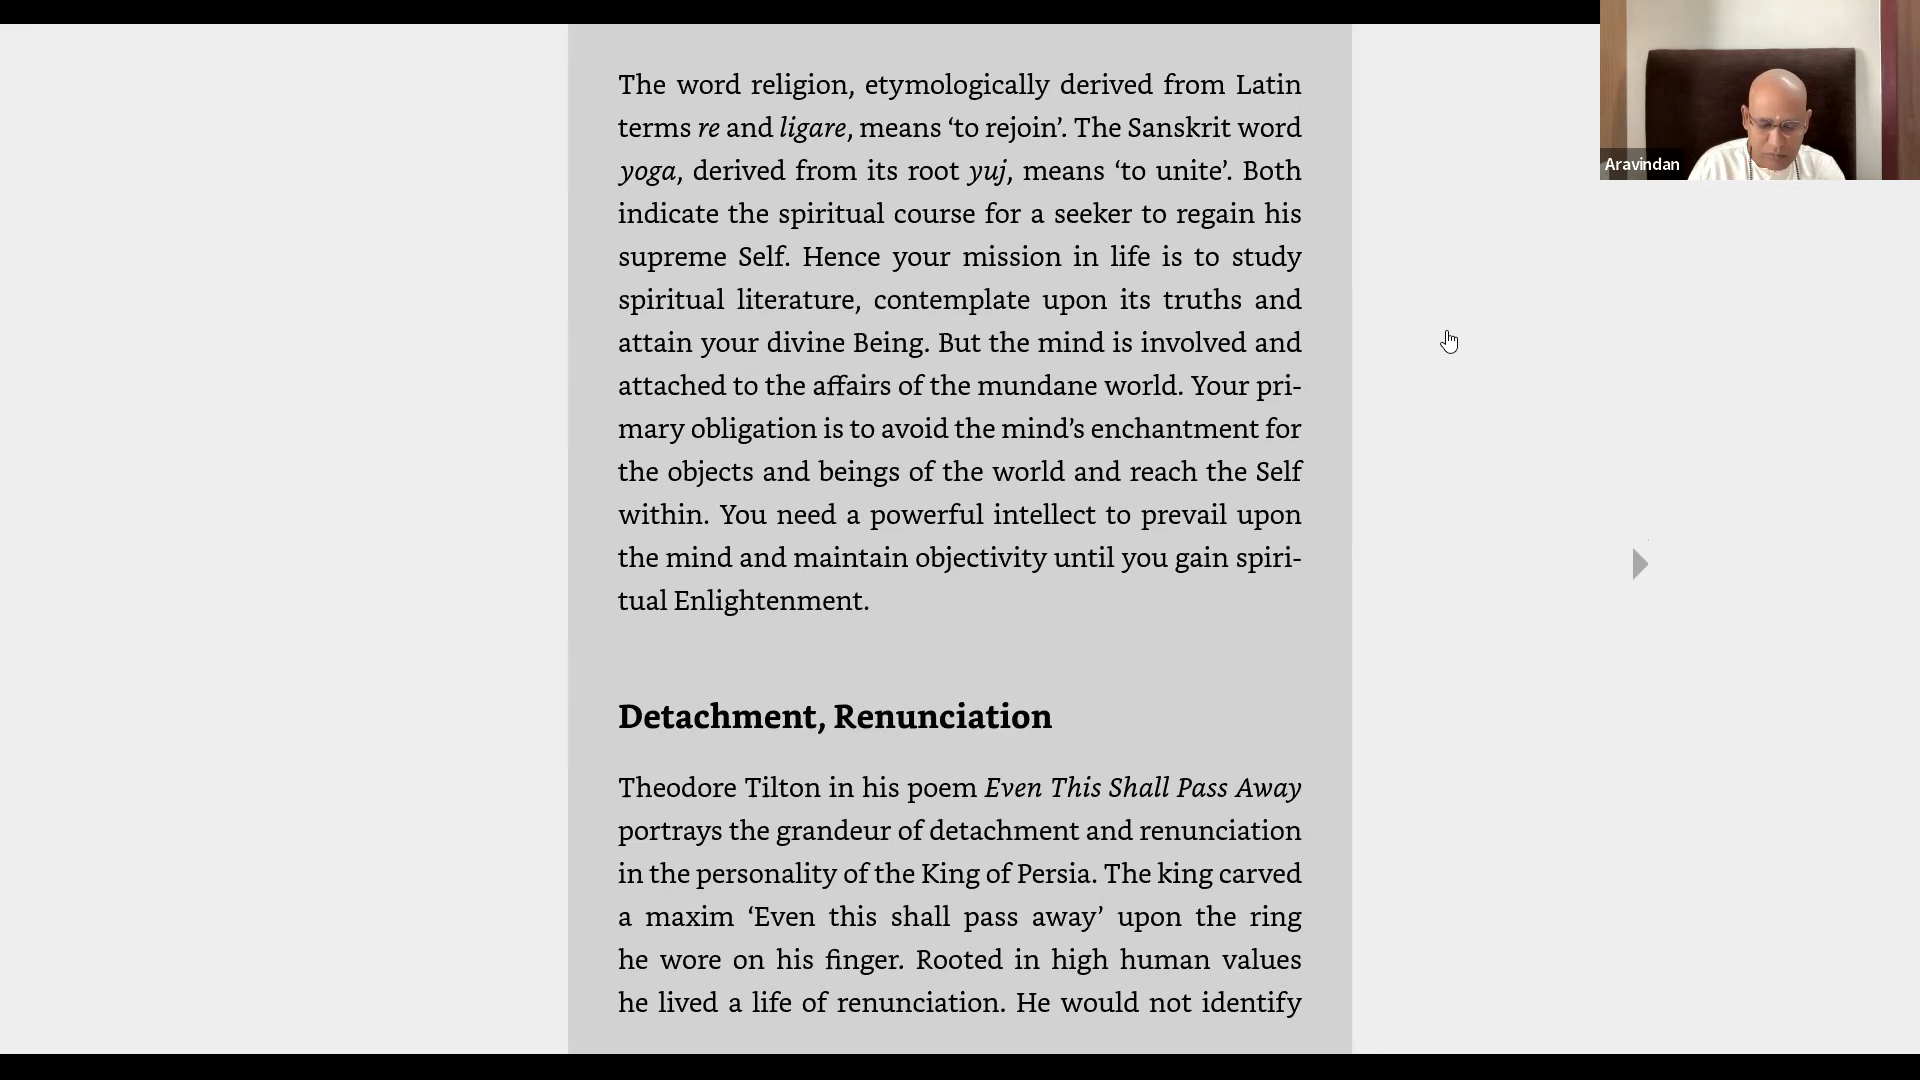 The word religion, etymologically derived from Latin
terms re and ligare, means ‘to rejoin’. The Sanskrit word
yoga, derived from its root yuj, means ‘to unite’. Both
indicate the spiritual course for a seeker to regain his
supreme Self. Hence your mission in life is to study
spiritual literature, contemplate upon its truths and
attain your divine Being. But the mind is involved and
attached to the affairs of the mundane world. Your pri-
mary obligation is to avoid the mind’s enchantment for
the objects and beings of the world and reach the Self
within. You need a powerful intellect to prevail upon
the mind and maintain objectivity until you gain spiri-
tual Enlightenment.
Detachment, Renunciation
Theodore Tilton in his poem Even This Shall Pass Away
portrays the grandeur of detachment and renunciation
in the personality of the King of Persia. The king carved
a maxim ‘Even this shall pass away’ upon the ring
he wore on his finger. Rooted in high human values
he lived a life of renunciation. He would not identify
Aravindan